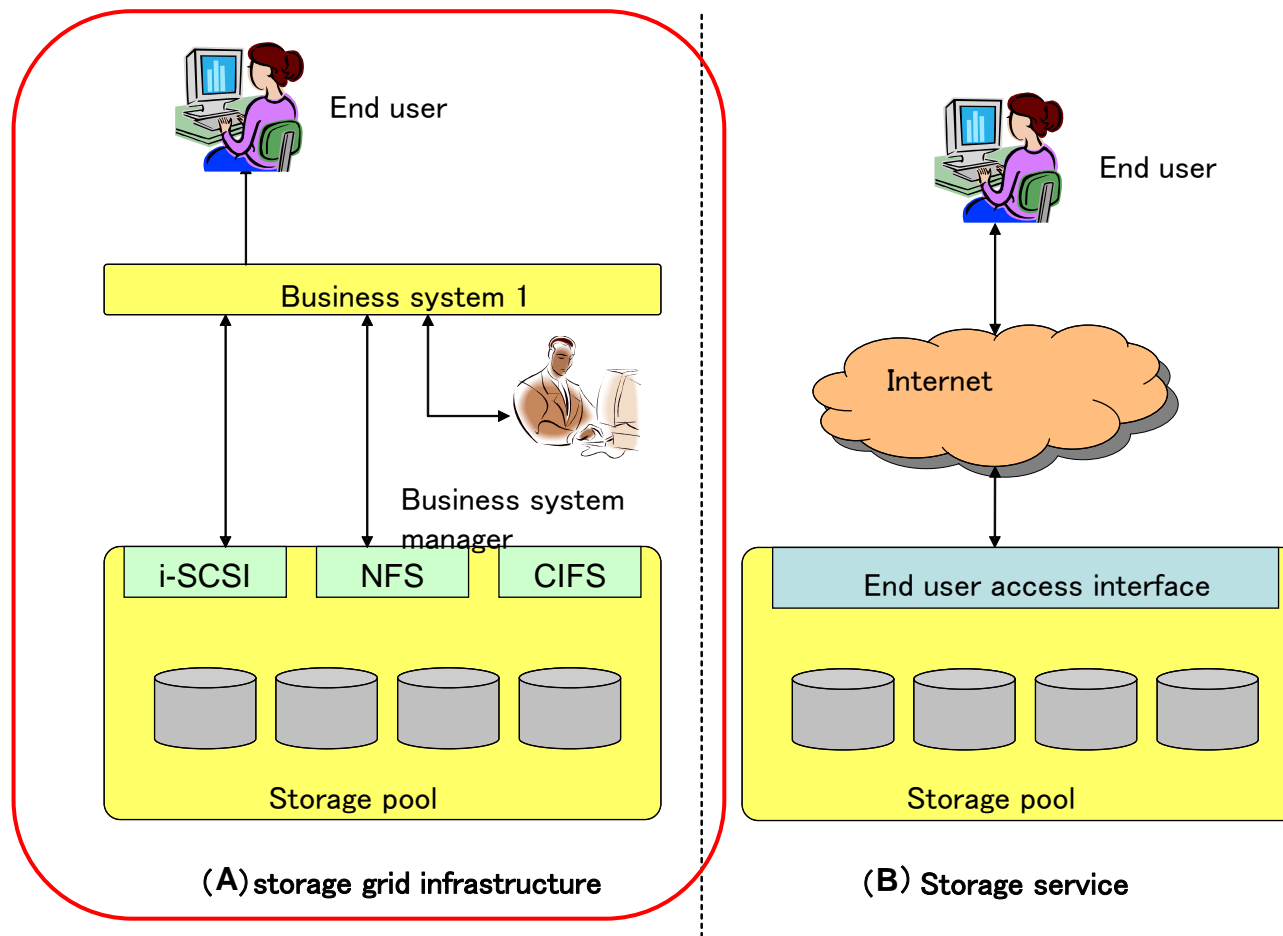 End user
Business system 1
Business system
manager
i-SCSI
NFS
CIFS
Storage pool
(A) storage grid infrastructure
End user
Internet
End user access interface
Storage pool
(B) Storage service